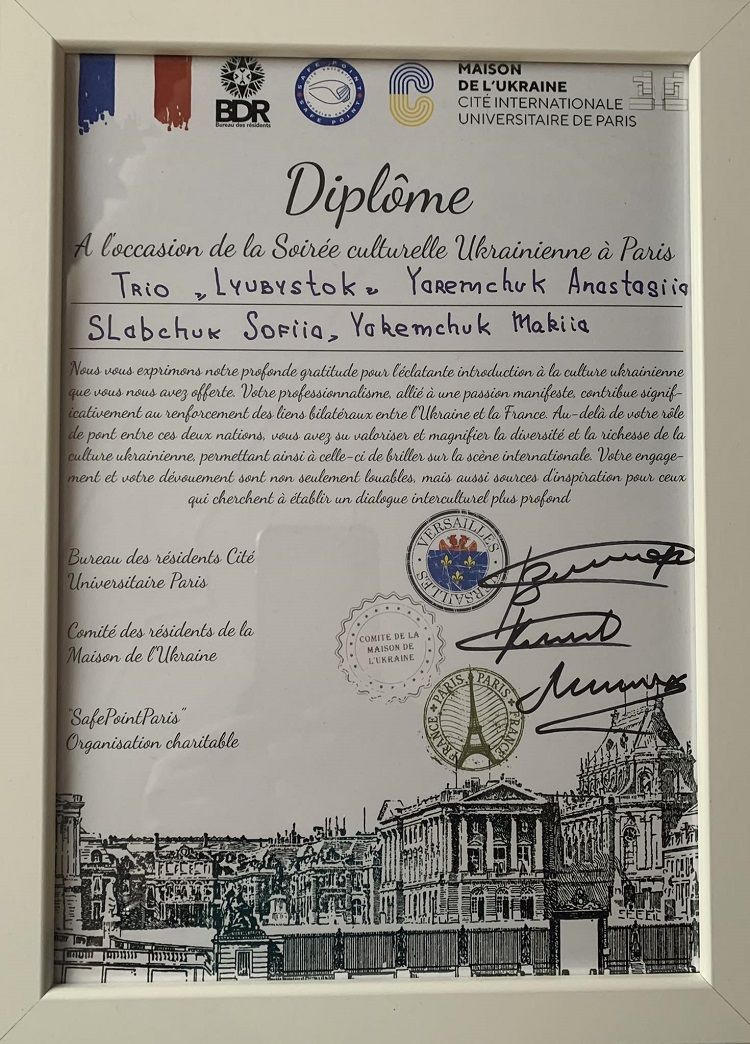 BDR
Bureau des résidents
SAFE POINT
SAFE POINT
MAISON
DE L'UKRAINE
CITÉ INTERNATIONALE
UNIVERSITAIRE DE PARIS
Diplôme
A l'occasion de la Soirée culturelle Ukrainienne à Paris
Trio „Lyubystok" Yaremchuk Anastasiia
Slabchuk Sofiia, Yakemchuk Makiia
Nous vous exprimons notre profonde gratitude pour l'éclatante introduction à la culture ukrainienne
que vous nous avez offerte. Votre professionnalisme, allié à une passion manifeste, contribue signif-
icativement au renforcement des liens bilatéraux entre l'Ukraine et la France. Au-delà de votre rôle
de pont entre ces deux nations, vous avez su valoriser et magnifier la diversité et la richesse de la
culture ukrainienne, permettant ainsi à celle-ci de briller sur la scène internationale. Votre engage-
ment et votre dévouement sont non seulement louables, mais aussi sources d'inspiration pour ceux
qui cherchent à établir un dialogue interculturel plus profond
Bureau des résidents Cité
Universitaire Paris
VERSAILLES
VERSAILLES
Comité des résidents de la
Maison de l'Ukraine
COMITE DE LA
MAISON DE
L'UKRAINE
"SafePointParis"
Organisation charitable
PARIS PARIS
FRANCE FRANCE